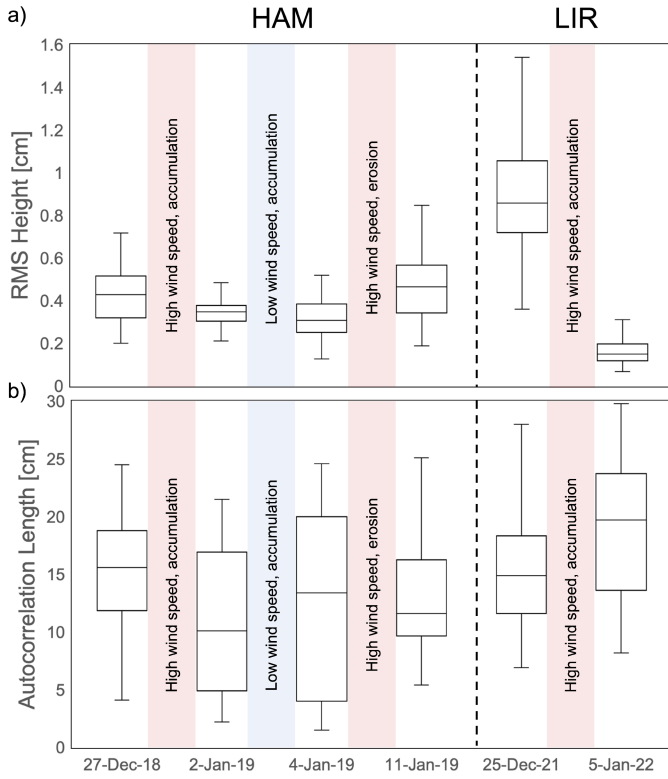 a)
HAM
LIR
RMS Height [cm]
1.6
1.4
1.2
1
0.8
0.6
0.4
0.2
0
High wind speed, accumulation
Low wind speed, accumulation
High wind speed, erosion
High wind speed, accumulation
b)
Autocorrelation Length [cm]
30
25
20
15
10
5
0
High wind speed, accumulation
Low wind speed, accumulation
High wind speed, erosion
High wind speed, accumulation
27-Dec-18 2-Jan-19 4-Jan-19 11-Jan-19 25-Dec-21 5-Jan-22